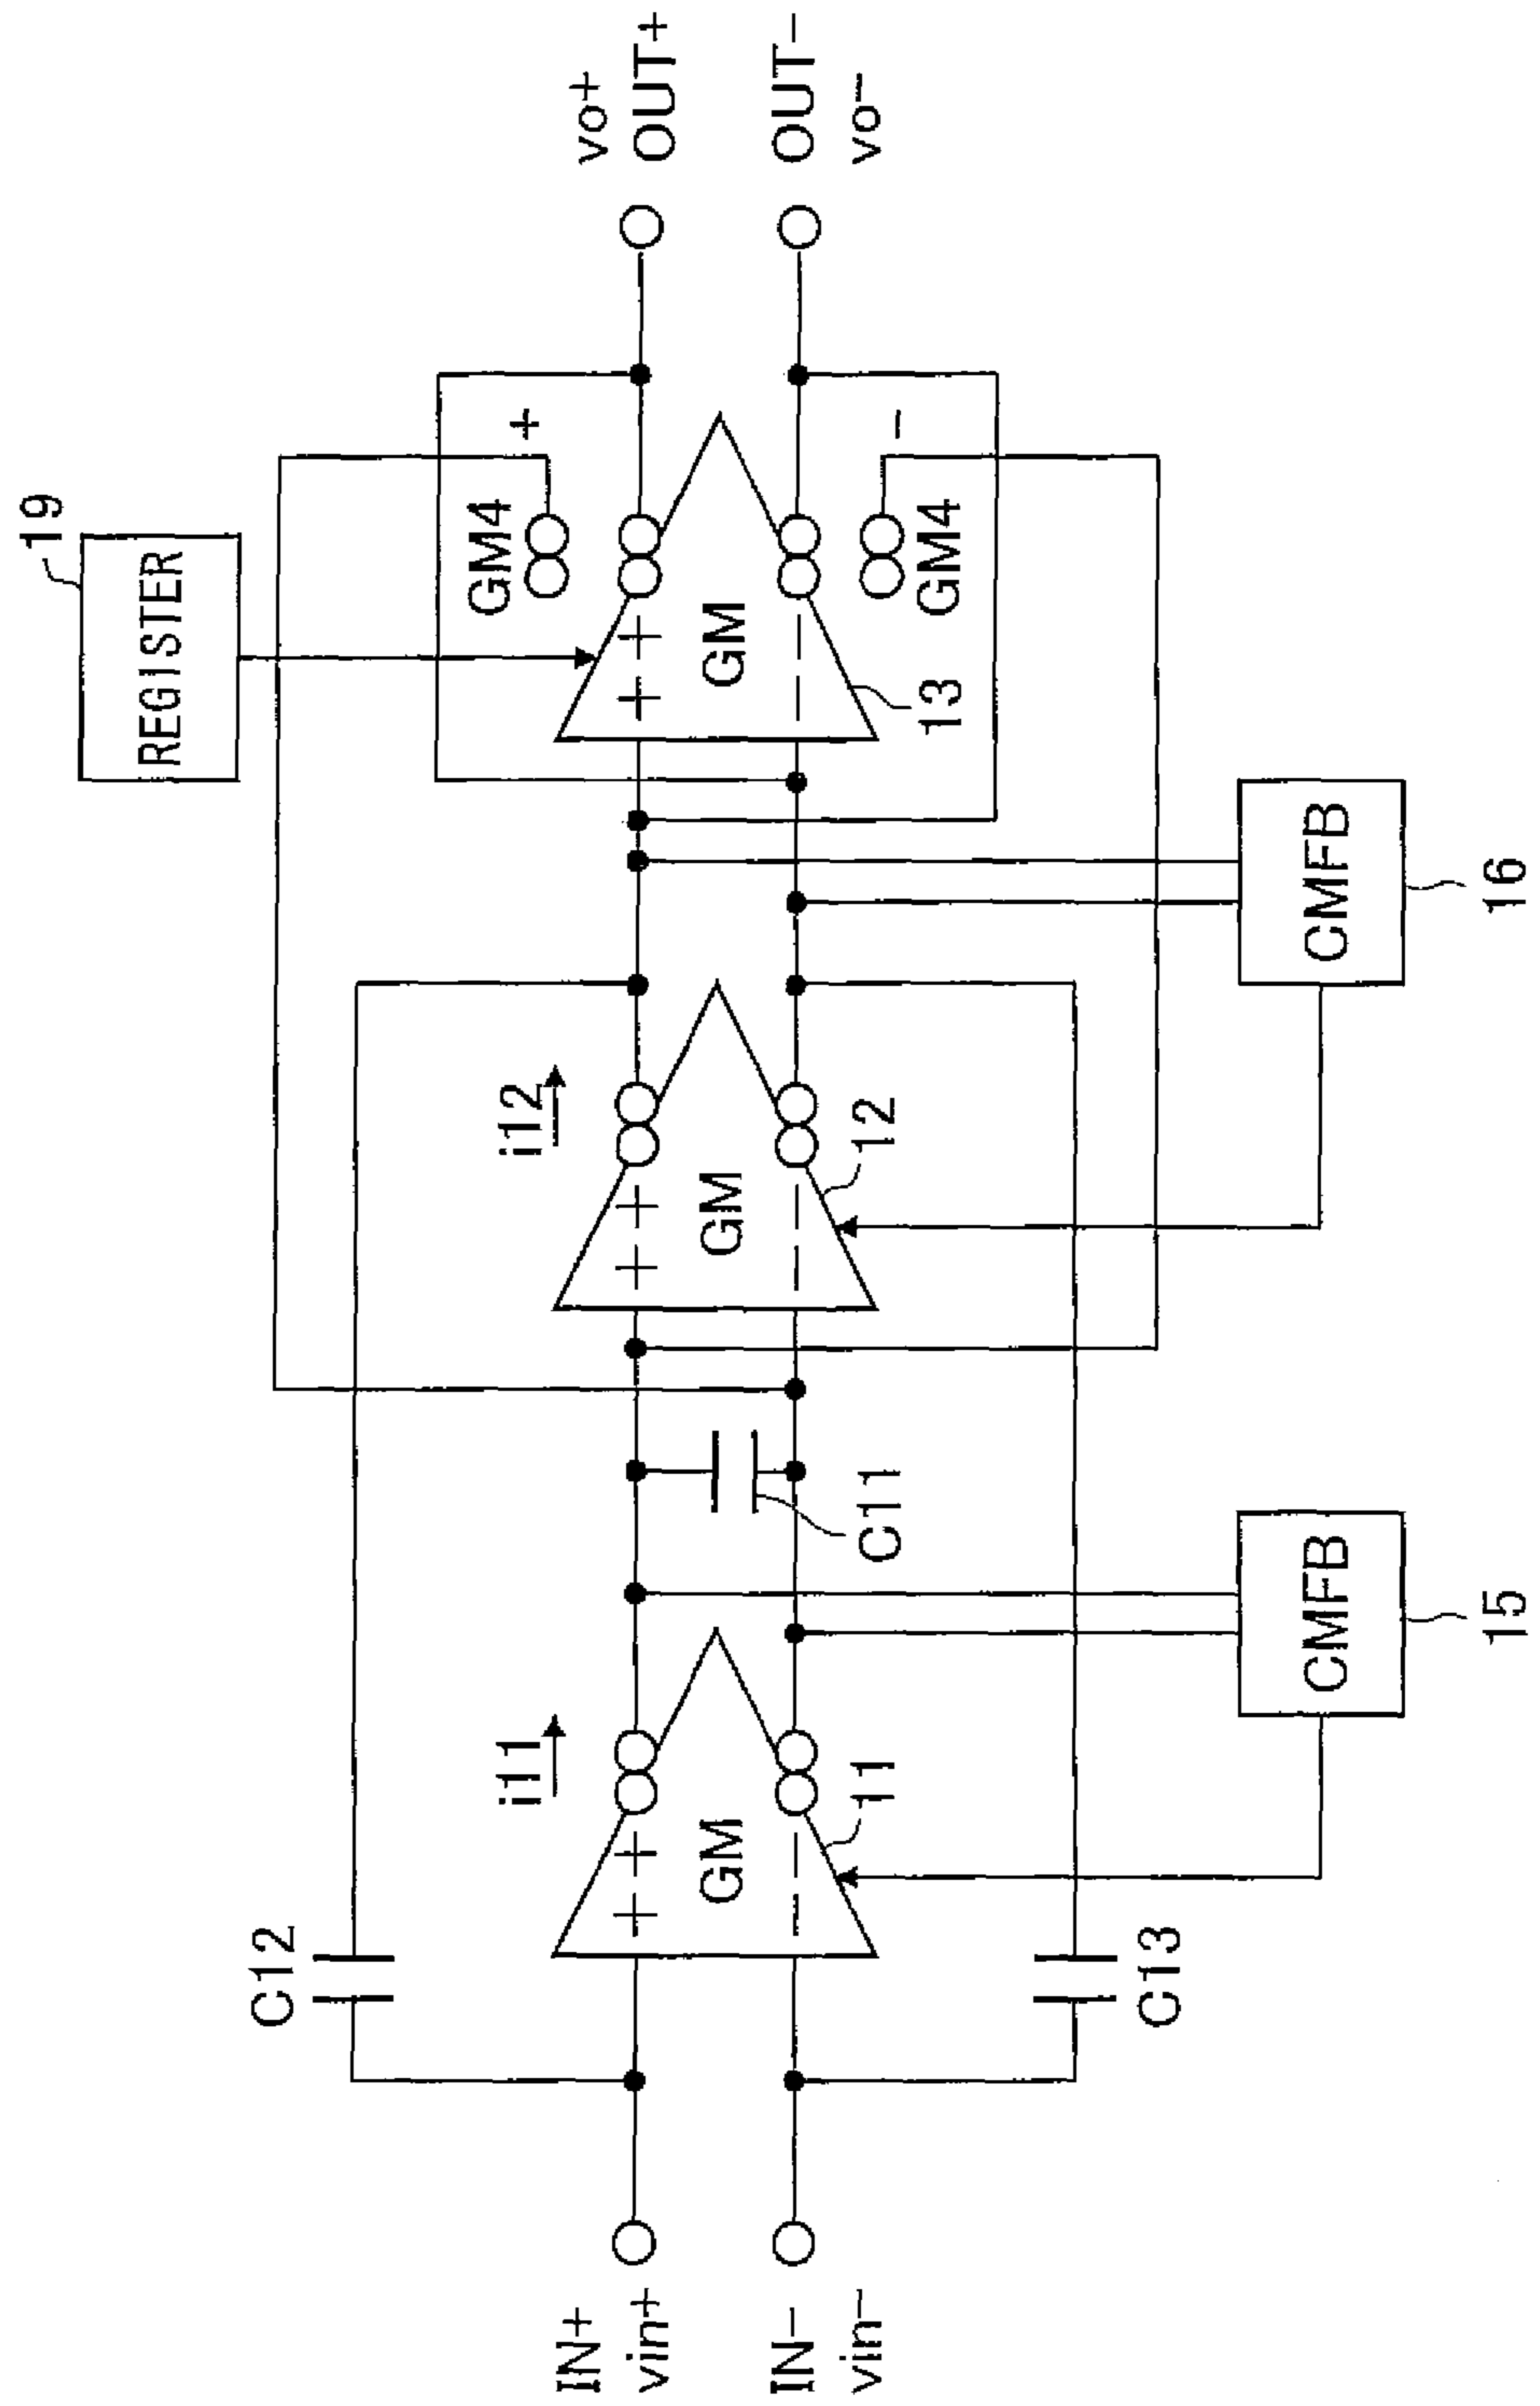 19
REGISTER
vo+
OUT+
OUT−
vo−
GM4
+
GM4
−
++
GM
−−
13
C12
i11
i12
++
GM
−−
11
++
GM
−−
12
C11
C13
CMFB
15
CMFB
16
IN+
vin+
IN−
vin−